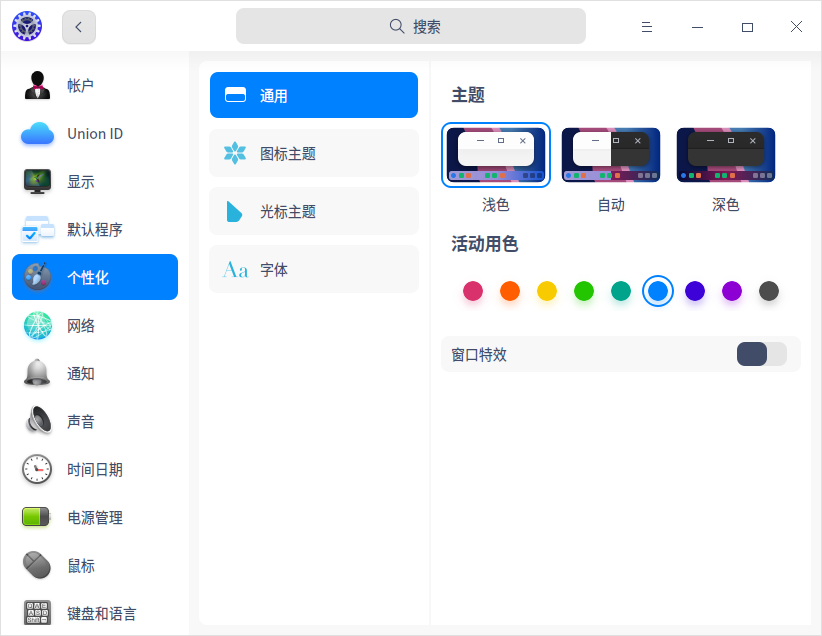 搜索
帐户
Union ID
显示
默认程序
个性化
网络
通知
声音
时间日期
电源管理
鼠标
键盘和语言
通用
图标主题
光标主题
Aa 字体
主题
浅色 自动 深色
活动用色
窗口特效